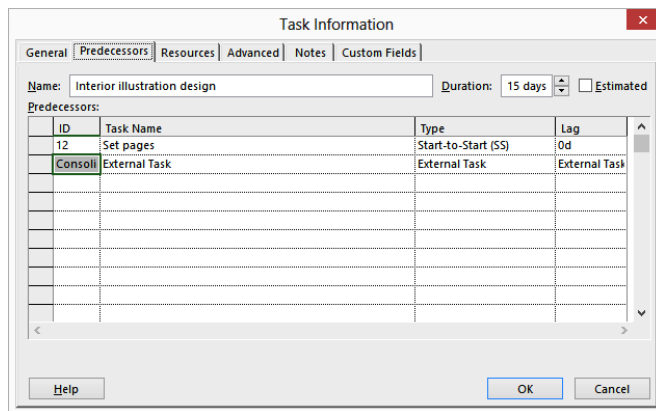 Task Information
General Predecessors Resources Advanced Notes Custom Fields
Name: Interior illustration design Duration: 15 days Estimated
Predecessors:
ID Task Name Type Lag
12 Set pages Start-to-Start (SS) 0d
Consoli External Task External Task External Task
Help OK Cancel